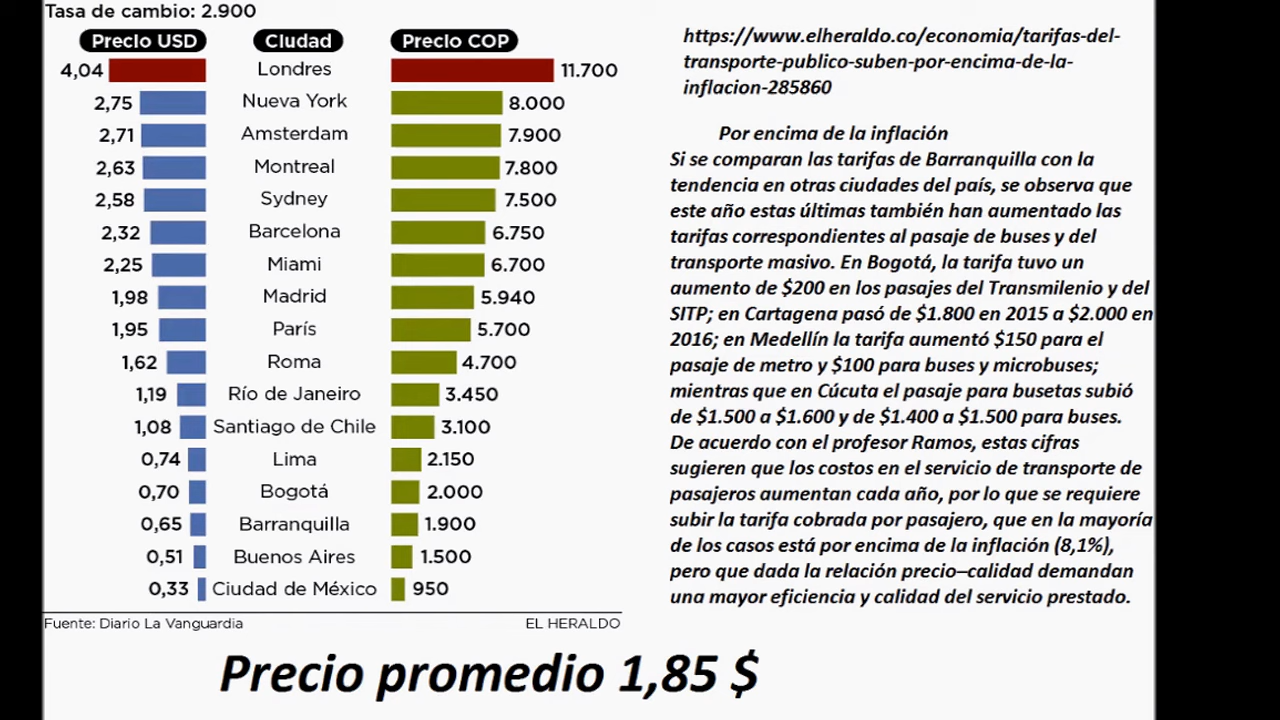 Tasa de cambio: 2.900
Precio USD Ciudad Precio COP
4,04 Londres 11.700
2,75 Nueva York 8.000
2,71 Amsterdam 7.900
2,63 Montreal 7.800
2,58 Sydney 7.500
2,32 Barcelona 6.750
2,25 Miami 6.700
1,98 Madrid 5.940
1,95 París 5.700
1,62 Roma 4.700
1,19 Río de Janeiro 3.450
1,08 Santiago de Chile 3.100
0,74 Lima 2.150
0,70 Bogotá 2.000
0,65 Barranquilla 1.900
0,51 Buenos Aires 1.500
0,33 Ciudad de México 950
Fuente: Diario La Vanguardia EL HERALDO
https://www.elheraldo.co/economia/tarifas-del-
transporte-publico-suben-por-encima-de-la-
inflacion-285860
Por encima de la inflación
Si se comparan las tarifas de Barranquilla con la
tendencia en otras ciudades del país, se observa que
este año estas últimas también han aumentado las
tarifas correspondientes al pasaje de buses y del
transporte masivo. En Bogotá, la tarifa tuvo un
aumento de $200 en los pasajes del Transmilenio y del
SITP; en Cartagena pasó de $1.800 en 2015 a $2.000 en
2016; en Medellín la tarifa aumentó $150 para el
pasaje de metro y $100 para buses y microbuses;
mientras que en Cúcuta el pasaje para busetas subió
de $1.500 a $1.600 y de $1.400 a $1.500 para buses.
De acuerdo con el profesor Ramos, estas cifras
sugieren que los costos en el servicio de transporte de
pasajeros aumentan cada año, por lo que se requiere
subir la tarifa cobrada por pasajero, que en la mayoría
de los casos está por encima de la inflación (8,1%),
pero que dada la relación precio–calidad demandan
una mayor eficiencia y calidad del servicio prestado.
Precio promedio 1,85 $